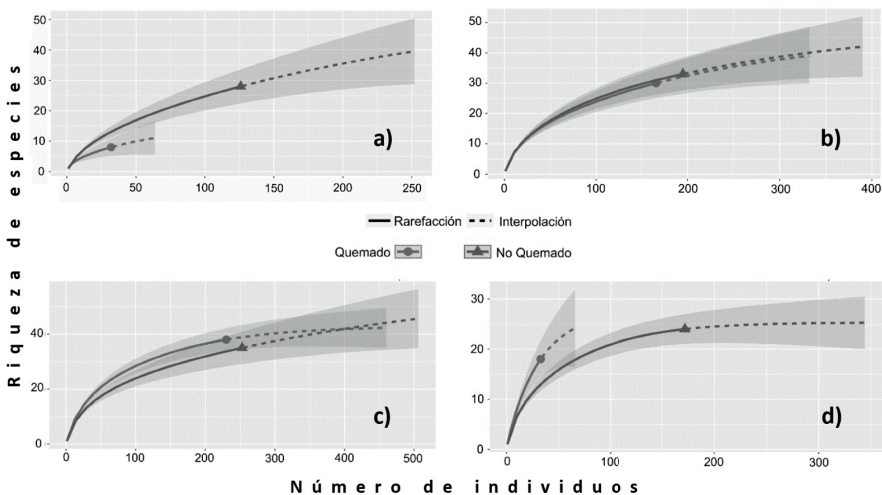 Riqueza de especies
50
40
30
20
10
0
0 50 100 150 200 250
a)
50
40
30
20
10
0
0 100 200 300 400
b)
Rarefacción Interpolación
Quemado No Quemado
40
20
0
0 100 200 300 400 500
c)
30
20
10
0
0 100 200 300
d)
Número de individuos